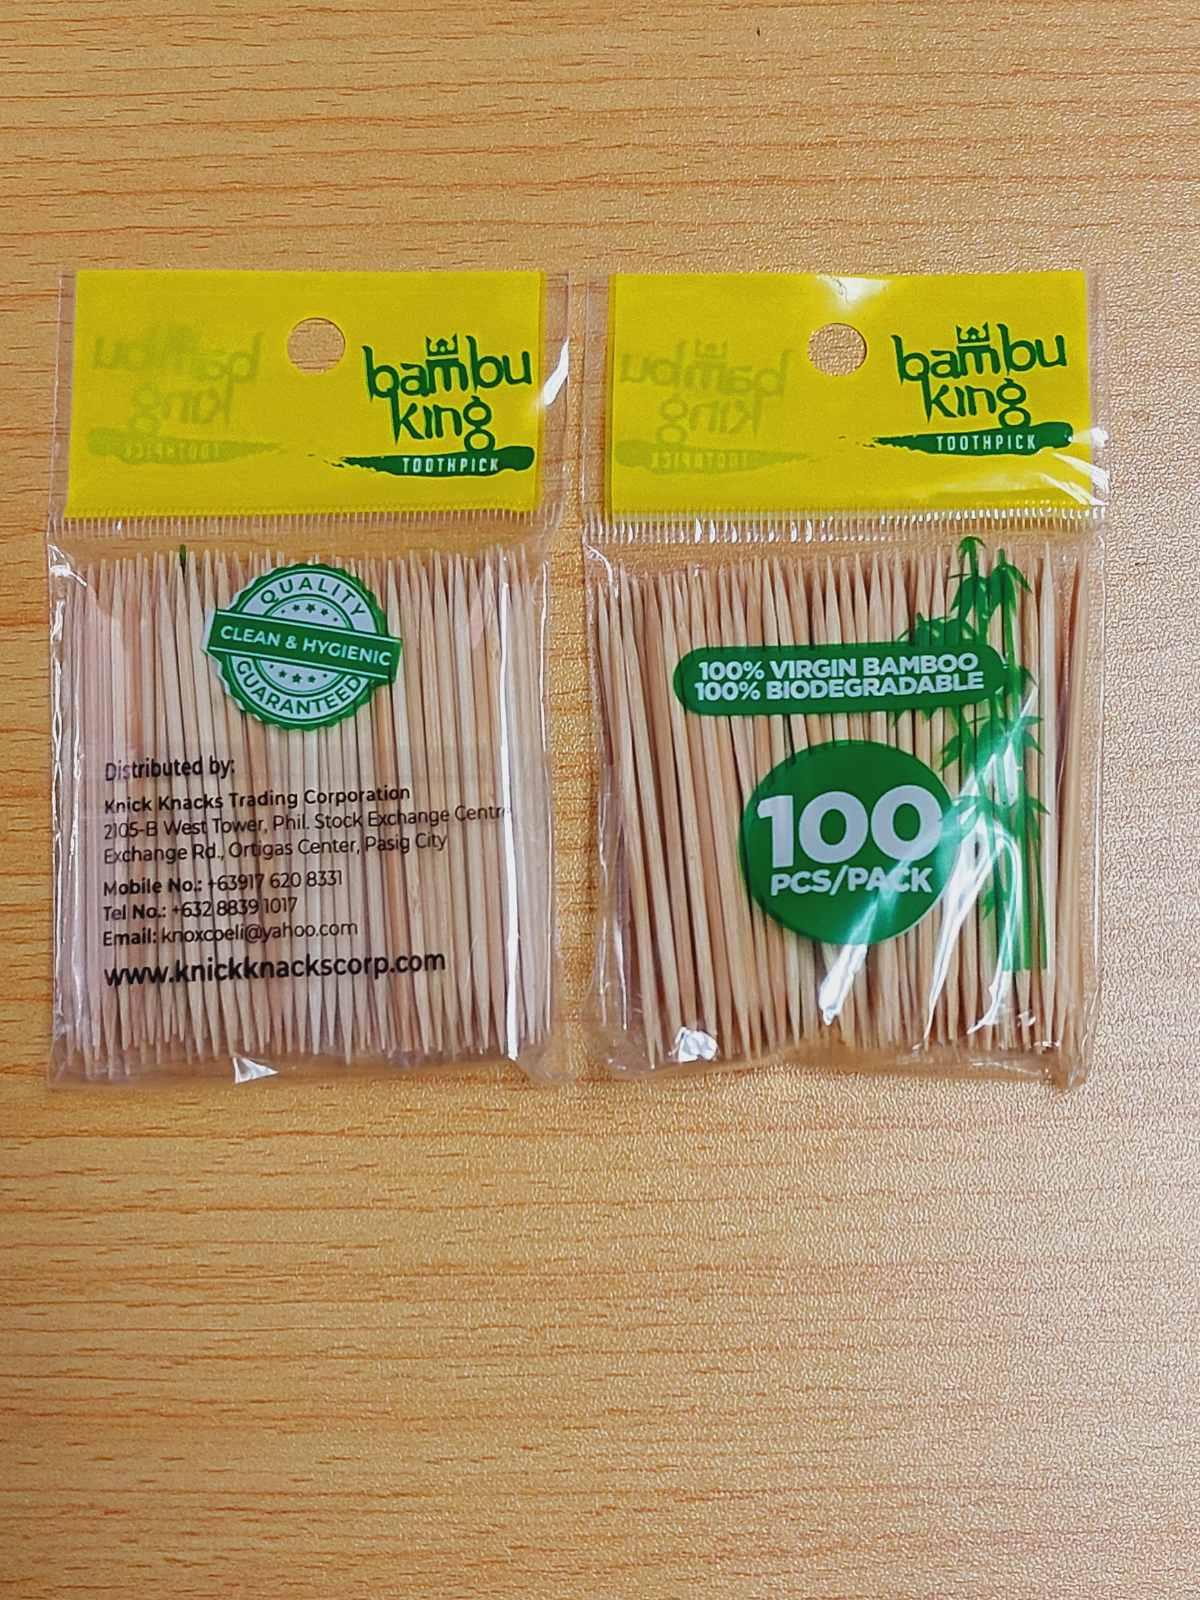 bambu
king
TOOTHPICK
QUALITY
CLEAN & HYGIENIC
GUARANTEED
Distributed by:
Knick Knacks Trading Corporation
2105-B West Tower, Phil. Stock Exchange Centr
Exchange Rd., Ortigas Center, Pasig City
Mobile No.: +63917 620 8331
Tel No.: +632 8839 1017
Email: knoxcpeli@yahoo.com
www.knickknackscorp.com
bambu
king
TOOTHPICK
100% VIRGIN BAMBOO
100% BIODEGRADABLE
100
PCS/PACK